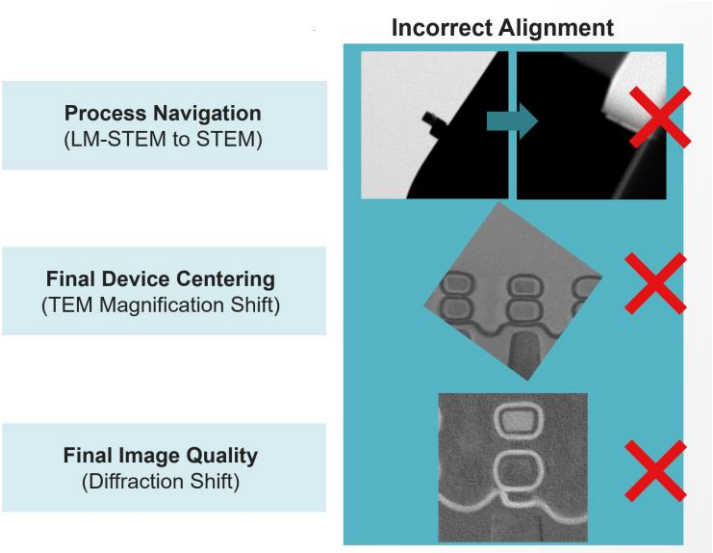 Incorrect Alignment
Process Navigation
(LM-STEM to STEM)
Final Device Centering
(TEM Magnification Shift)
Final Image Quality
(Diffraction Shift)